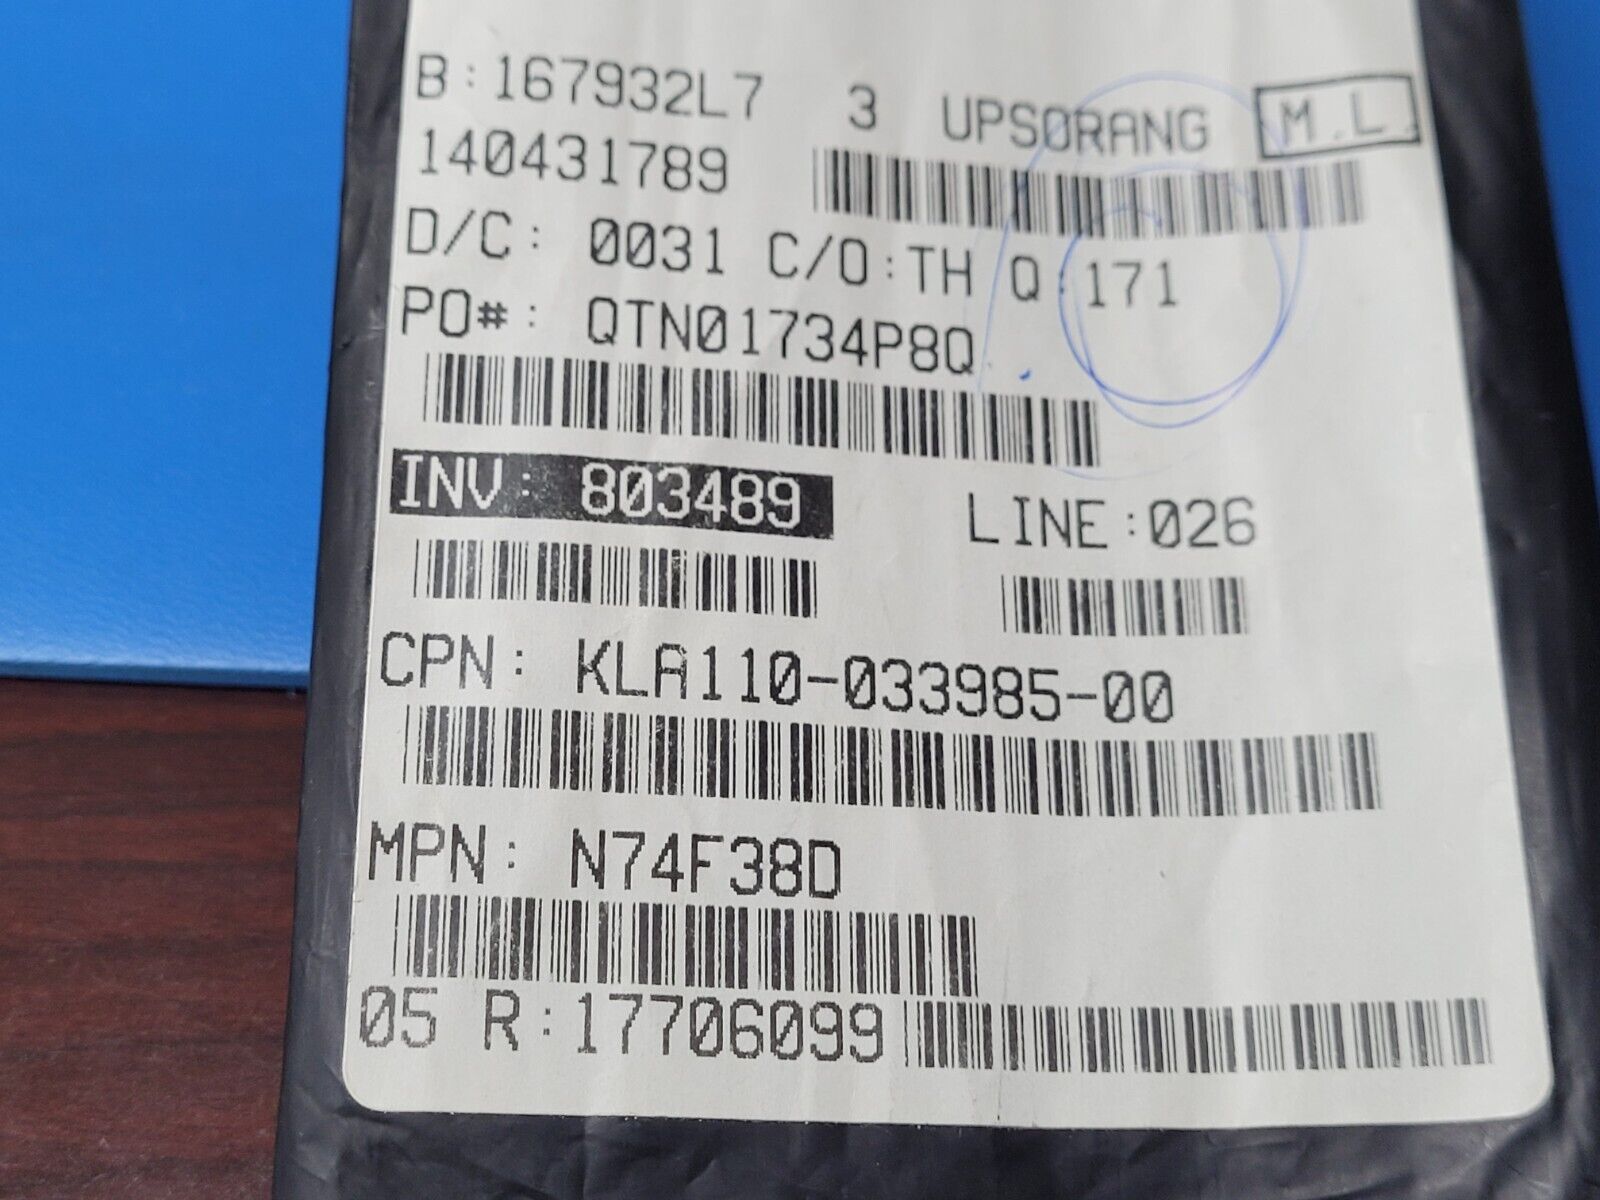 B:167932L7 3 UPSORANG M.L.
140431789
D/C: 0031 C/O:TH Q:171
PO#: QTN01734P8Q
INV: 803489 LINE:026
CPN: KLA110-033985-00
MPN: N74F38D
05 R:17706099